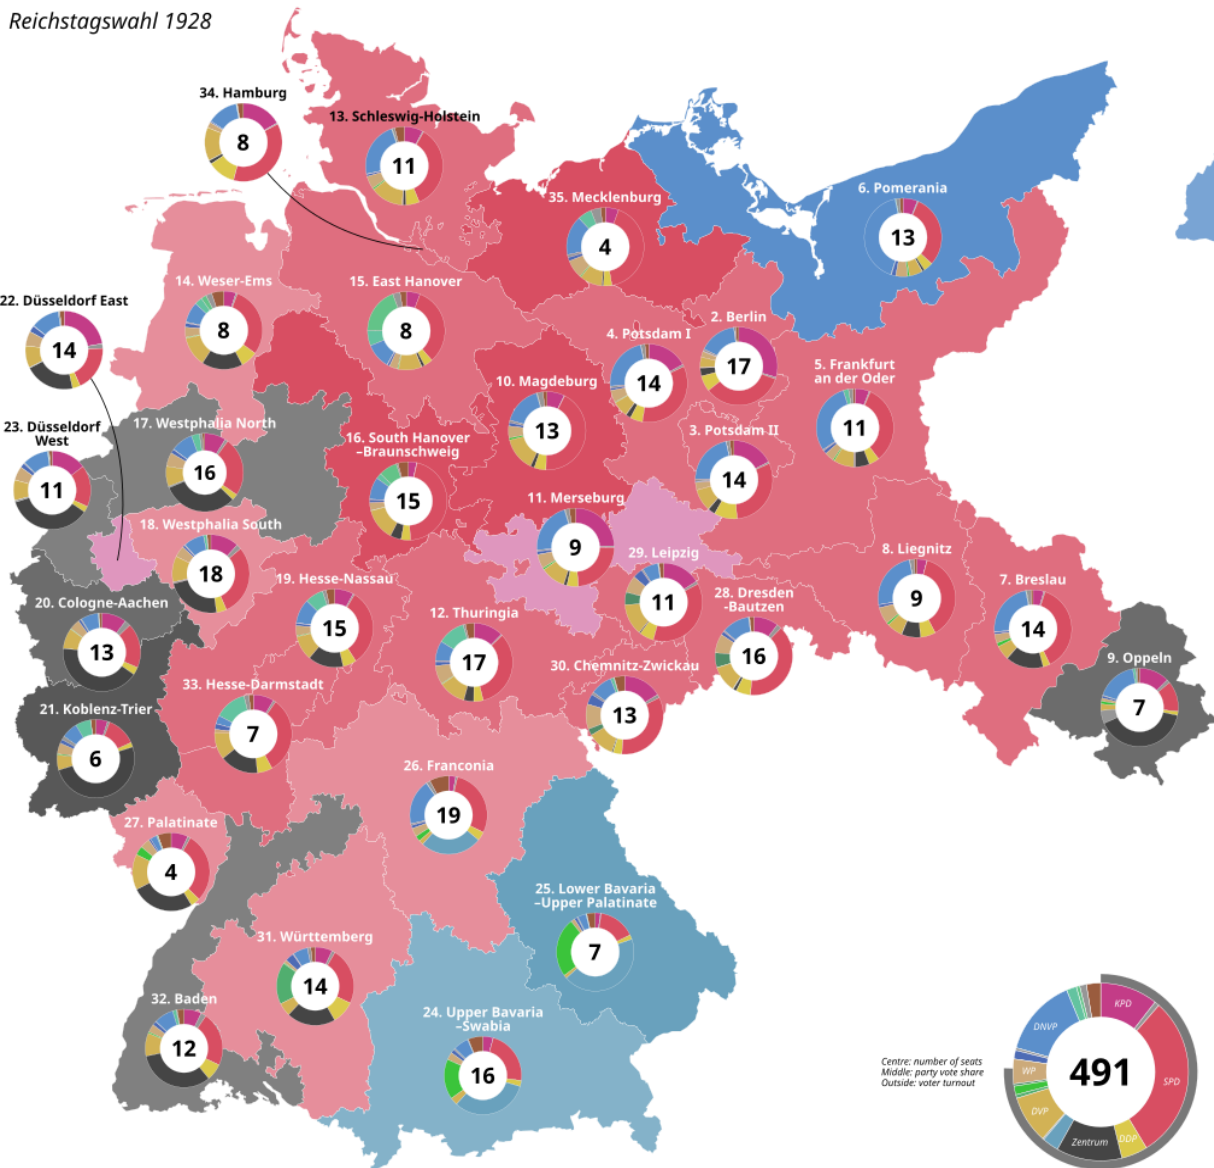 Reichstagswahl 1928
34. Hamburg
8
13. Schleswig-Holstein
11
35. Mecklenburg
4
6. Pomerania
13
14. Weser-Ems
8
15. East Hanover
8
22. Düsseldorf East
14
4. Potsdam I
14
2. Berlin
17
5. Frankfurt
an der Oder
11
10. Magdeburg
13
23. Düsseldorf
West
11
17. Westphalia North
16
16. South Hanover
–Braunschweig
15
3. Potsdam II
14
11. Merseburg
9
18. Westphalia South
18
29. Leipzig
11
8. Liegnitz
9
7. Breslau
14
19. Hesse-Nassau
15
28. Dresden
-Bautzen
16
20. Cologne-Aachen
13
12. Thuringia
17
30. Chemnitz-Zwickau
13
9. Oppeln
7
33. Hesse-Darmstadt
7
21. Koblenz-Trier
6
26. Franconia
19
27. Palatinate
4
25. Lower Bavaria
–Upper Palatinate
7
31. Württemberg
14
32. Baden
12
24. Upper Bavaria
–Swabia
16
Centre: number of seats
Middle: party vote share
Outside: voter turnout
491
KPD
SPD
DDP
Zentrum
DVP
WP
DNVP